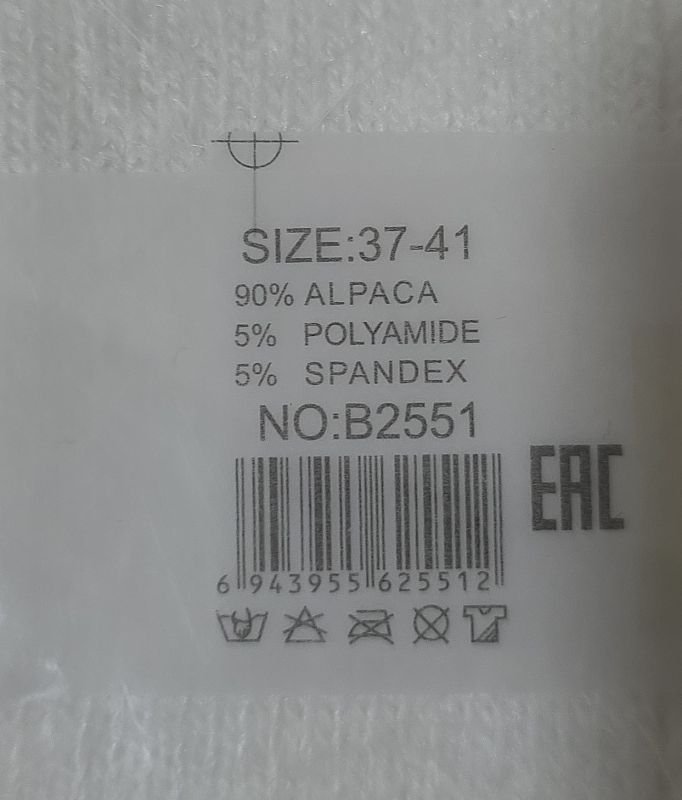 SIZE:37-41
90% ALPACA
5% POLYAMIDE
5% SPANDEX
NO:B2551
EAC
6 943955 625512